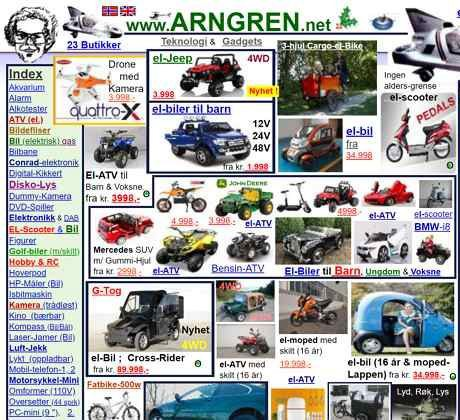 www.ARNGREN.net
23 Butikker
Teknologi & Gadgets
Index
Akvarium
Alarm
Alkotester
ATV (el.)
Bildefliser
Bil (elektrisk) gas
Bilbane
Conrad-elektronik
Digital-Kikkert
Disko-Lys
Dummy-Kamera
DVD-Spiller
Elektronikk & DAB
EL-Scooter & Bil
Figurer
Golf-biler (m/skilt)
Hobby & RC
Hoverpod
HP-Måler (Bil)
Isbitmaskin
Kamera (trådløst)
Kino (bærbar)
Kompass (Bil/Båt)
Laser-Jamer (Bil)
Luft-Jekk
Lykt (oppladbar)
Mobil-telefon-1, 2
Motorsykkel-Mini
Omformer (110V)
Oversetter (44 språk)
PC-mini (9 "). 2.
Drone
med
Kamera
3.998,-
quattro-X
el-Jeep
4WD
3.998
Nyhet !
el-biler til barn
12V
24V
48V
fra kr. 1.998
3-hjul Cargo-el-Bike
el-bil
fra
34.998
Ingen
alders-grense
el-scooter
PEDALS
El-ATV til
Barn & Voksne
fra kr. 3998,-
JOHN DEERE
4.998,-
3.998,-
4998,-
el-ATV
el-scooter
BMW-i8
Mercedes SUV
m/ Gummi-Hjul
fra kr. 2998,-
el-ATV
Bensin-ATV
El-Biler til Barn, Ungdom & Voksne
G-Tog
Nyhet
4WD
el-Bil ; Cross-Rider
fra kr. 89.998,-
4WD
el-ATV med
skilt (16 år)
el-moped med
skilt (16 år)
19.998,-
el-bil (16 år & moped-
Lappen) fra kr. 34.998,-
Fatbike-500w
el-ATV
Lyd, Røk, Lys